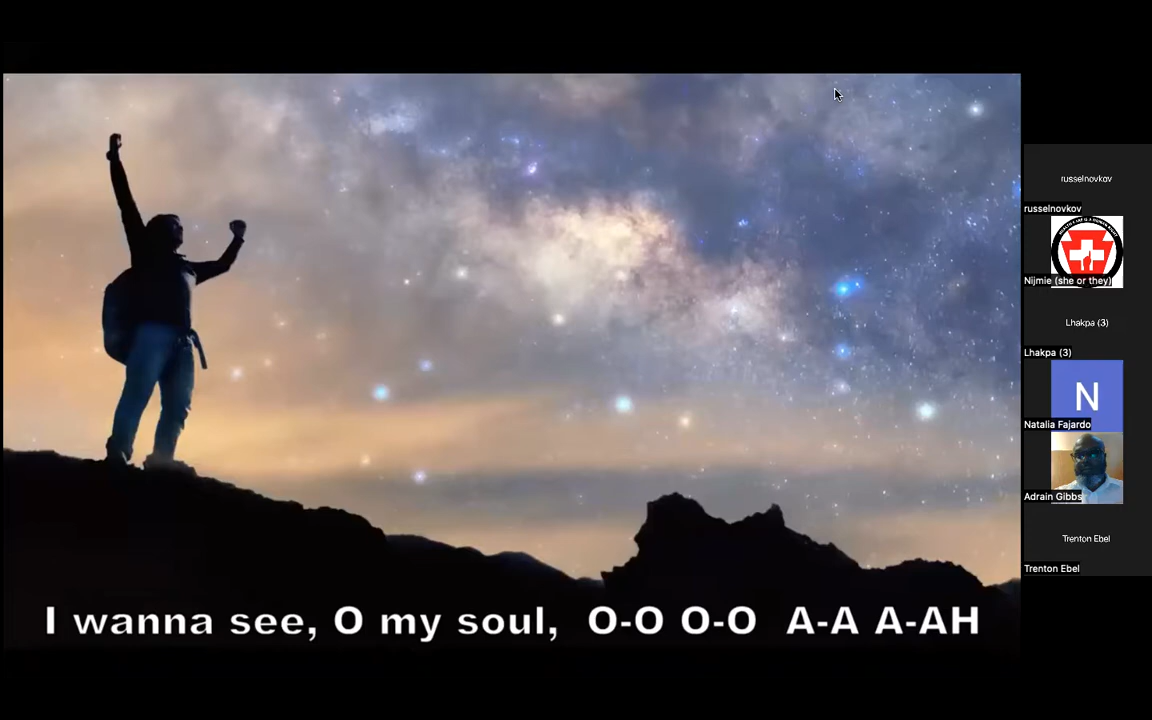 I wanna see, O my soul, O-O O-O A-A A-AH
russelnovkov
russelnovkov
Nijmie (she or they)
Lhakpa (3)
Lhakpa (3)
N
Natalia Fajardo
Adrain Gibbs
Trenton Ebel
Trenton Ebel